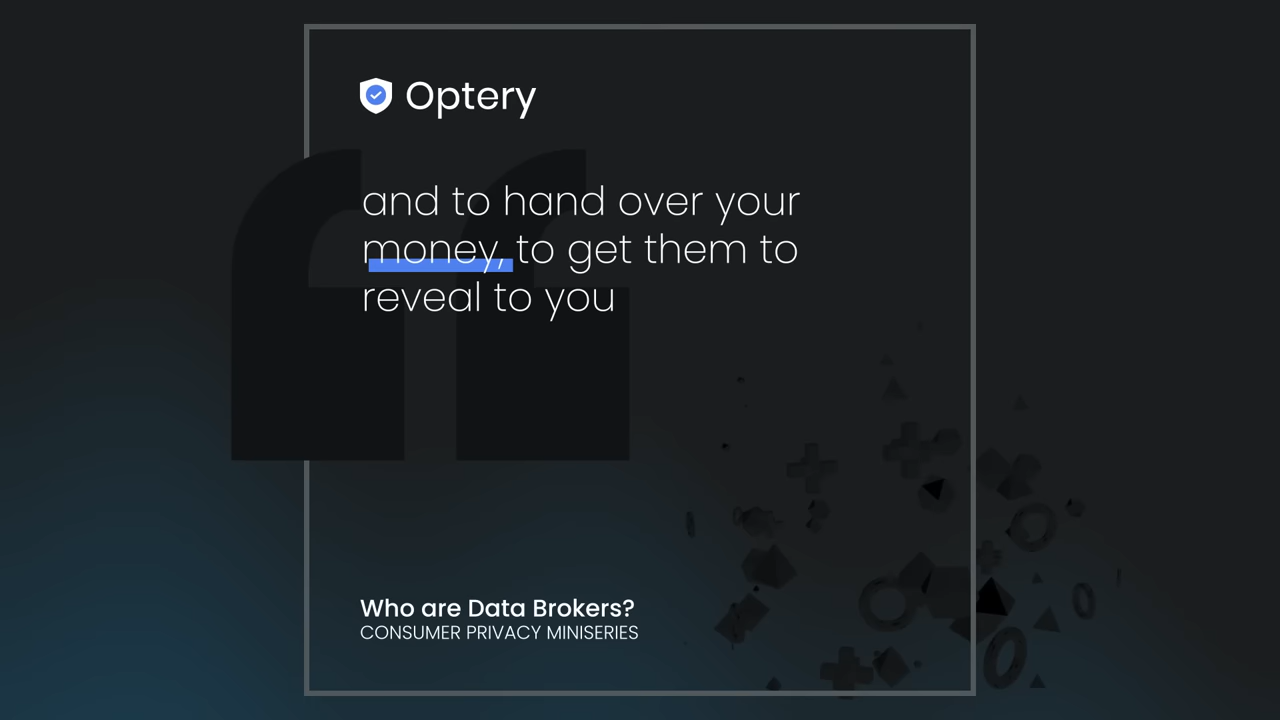 Optery
and to hand over your
money, to get them to
reveal to you
Who are Data Brokers?
CONSUMER PRIVACY MINISERIES